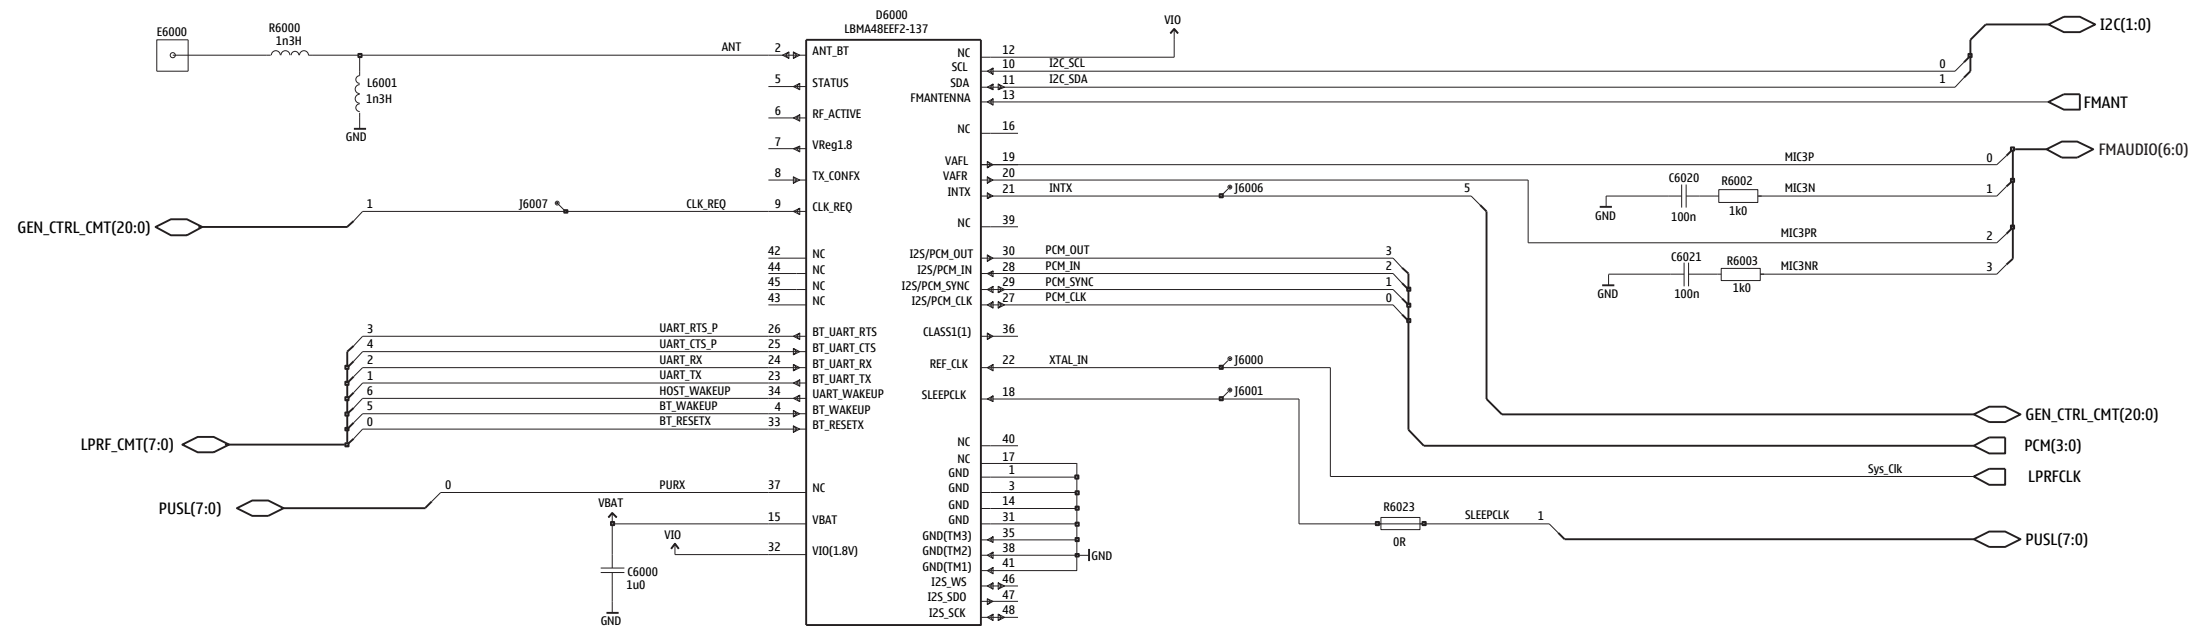 D6000
LBMA48EEF2-137
E6000
R6000
1n3H
L6001
1n3H
GND
ANT 2 ANT_BT
5 STATUS
6 RF_ACTIVE
7 VReg1.8
8 TX_CONFX
GEN_CTRL_CMT(20:0) 1 J6007 CLK_REQ 9 CLK_REQ
42 NC
44 NC
45 NC
43 NC
3 UART_RTS_P 26 BT_UART_RTS
4 UART_CTS_P 25 BT_UART_CTS
2 UART_RX 24 BT_UART_RX
1 UART_TX 23 BT_UART_TX
6 HOST_WAKEUP 34 UART_WAKEUP
5 BT_WAKEUP 4 BT_WAKEUP
0 BT_RESETX 33 BT_RESETX
LPRF_CMT(7:0)
PUSL(7:0) 0 PURX 37 NC
VBAT 15 VBAT
VIO 32 VIO(1.8V)
C6000
1u0
GND
VIO
NC 12
SCL 10 I2C_SCL 0
SDA 11 I2C_SDA 1
I2C(1:0)
FMANTENNA 13 FMANT
NC 16
VAFL 19 MIC3P 0
FMAUDIO(6:0)
VAFR 20
INTX 21 INTX J6006 5
GND C6020 100n R6002 1k0 MIC3N 1
MIC3PR 2
GND C6021 100n R6003 1k0 MIC3NR 3
NC 39
I2S/PCM_OUT 30 PCM_OUT 3
I2S/PCM_IN 28 PCM_IN 2
I2S/PCM_SYNC 29 PCM_SYNC 1
I2S/PCM_CLK 27 PCM_CLK 0
CLASS1(1) 36
REF_CLK 22 XTAL_IN J6000
SLEEPCLK 18 J6001
GEN_CTRL_CMT(20:0)
NC 40
PCM(3:0)
NC 17
GND 1
Sys_Clk LPRFCLK
GND 3
GND 14
GND 31
R6023
0R
SLEEPCLK 1
PUSL(7:0)
GND(TM3) 35
GND(TM2) 38 GND
GND(TM1) 41
I2S_WS 46
I2S_SDO 47
I2S_SCK 48